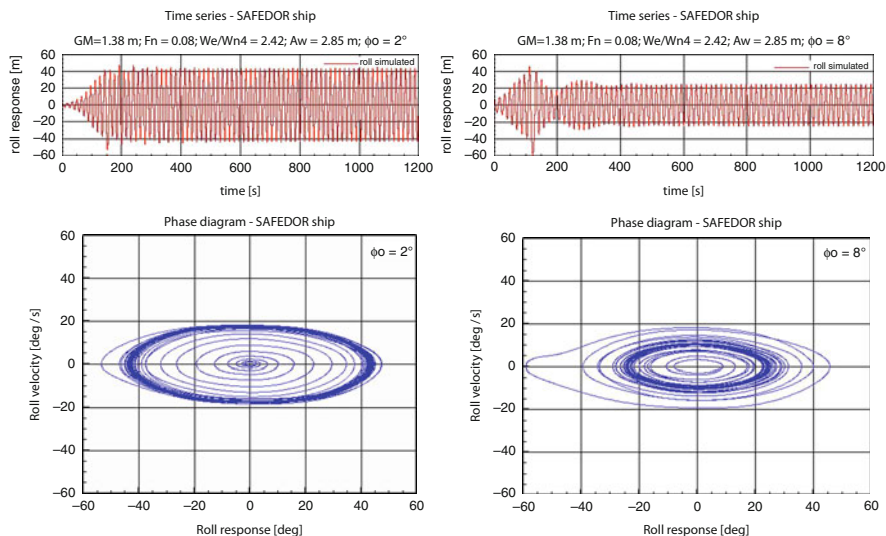 Time series - SAFEDOR ship
GM=1.38 m; Fn = 0.08; We/Wn4 = 2.42; Aw = 2.85 m; ϕo = 2°
roll simulated
roll response [m]
60
40
20
0
−20
−40
−60
0 200 400 600 800 1000 1200
time [s]
Time series - SAFEDOR ship
GM=1.38 m; Fn = 0.08; We/Wn4 = 2.42; Aw = 2.85 m; ϕo = 8°
roll simulated
roll response [m]
60
40
20
0
−20
−40
−60
0 200 400 600 800 1000 1200
time [s]
Phase diagram - SAFEDOR ship
ϕo = 2°
Roll velocity [deg / s]
60
40
20
0
−20
−40
−60
−60 −40 −20 0 20 40 60
Roll response [deg]
Phase diagram - SAFEDOR ship
ϕo = 8°
Roll velocity [deg / s]
60
40
20
0
−20
−40
−60
−60 −40 −20 0 20 40 60
Roll response [deg]